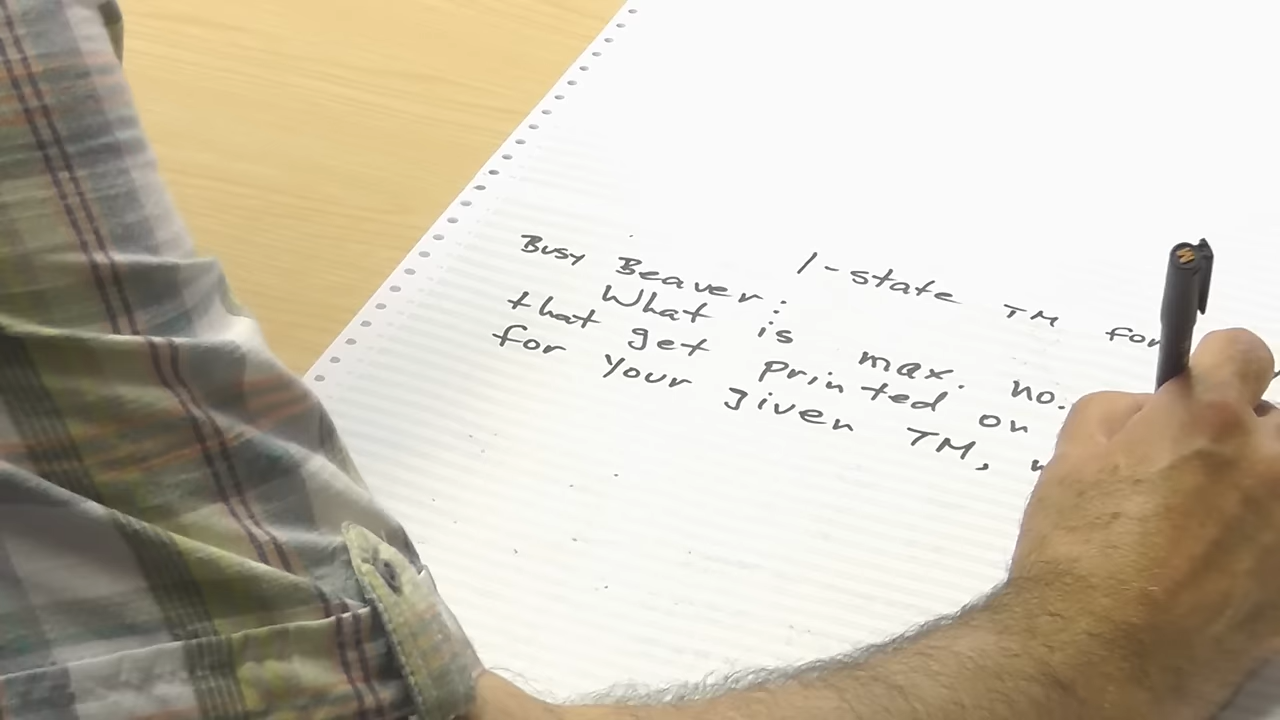 1-state TM for
Busy Beaver:
What is max. no.
that get printed on
for your given TM,